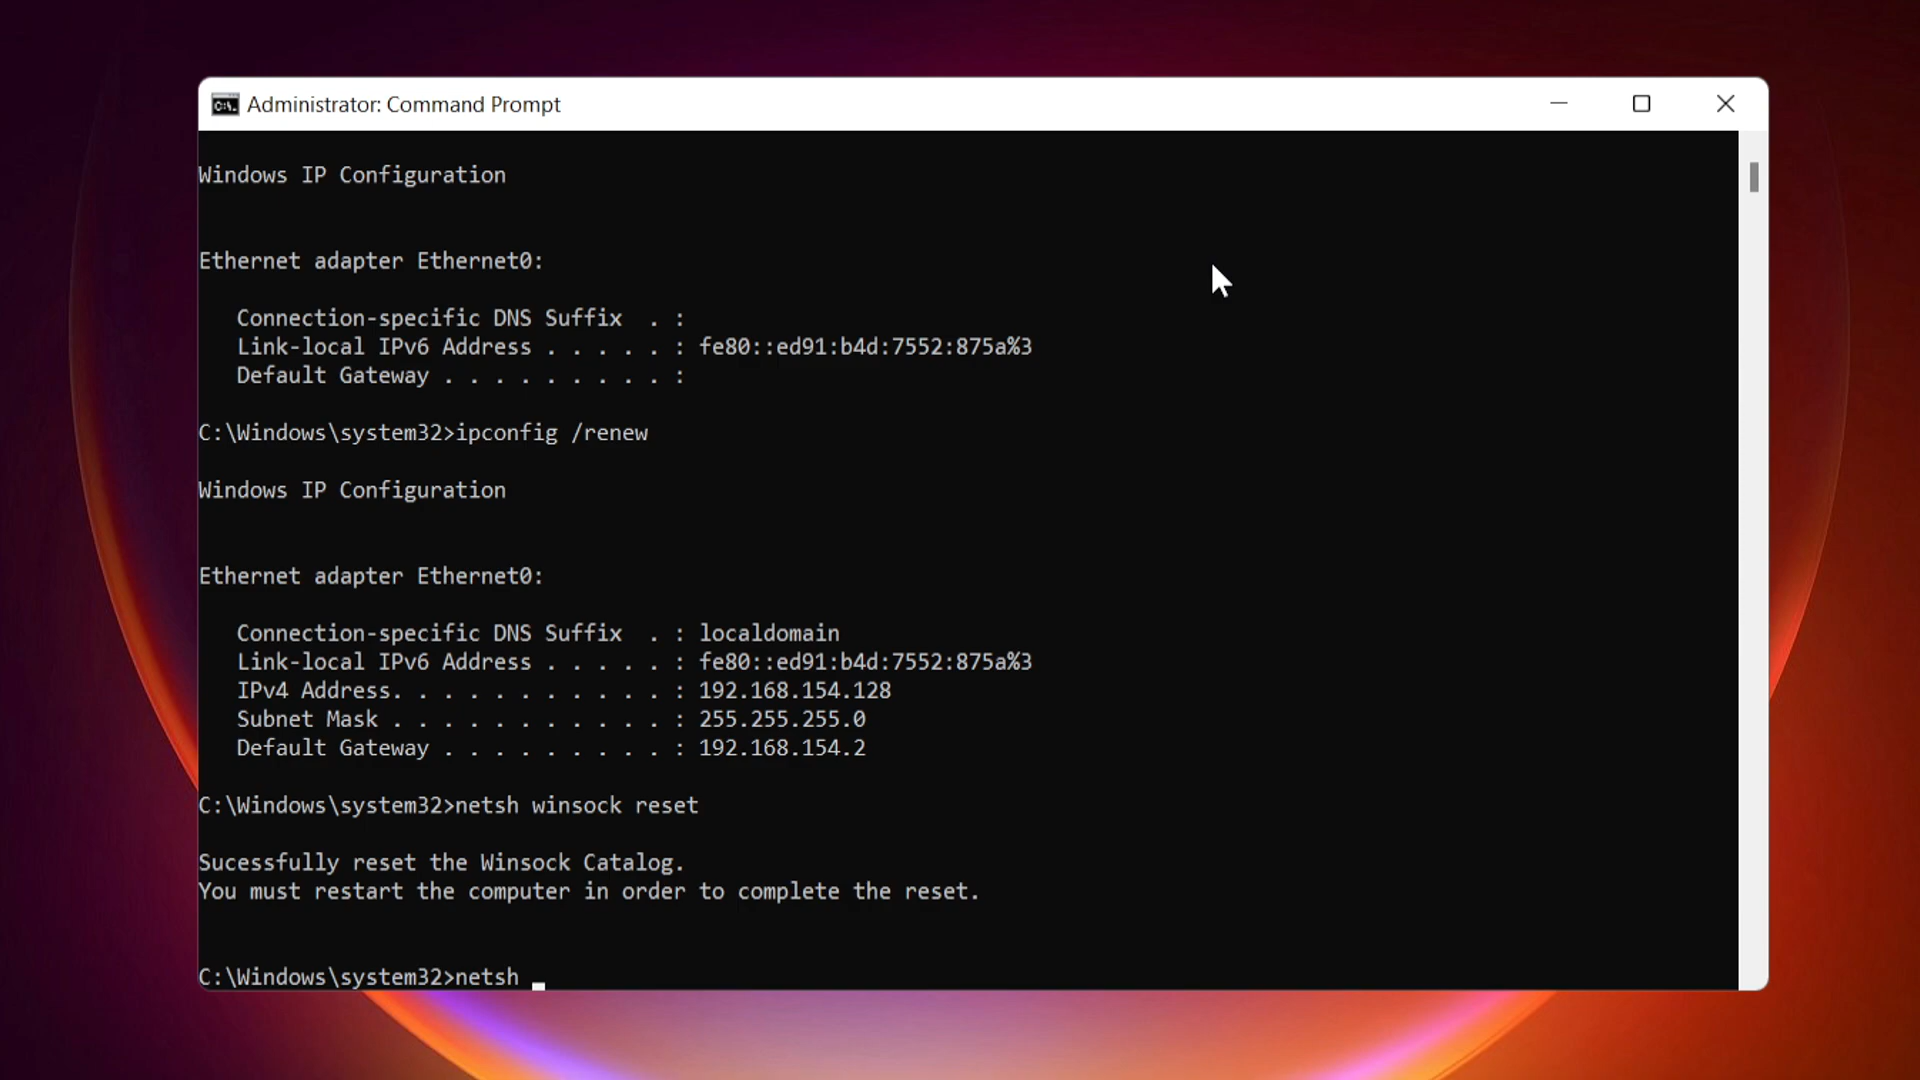 Administrator: Command Prompt
Windows IP Configuration
Ethernet adapter Ethernet0:
Connection-specific DNS Suffix  . :
Link-local IPv6 Address . . . . . : fe80::ed91:b4d:7552:875a%3
Default Gateway . . . . . . . . . :
C:\Windows\system32>ipconfig /renew
Windows IP Configuration
Ethernet adapter Ethernet0:
Connection-specific DNS Suffix  . : localdomain
Link-local IPv6 Address . . . . . : fe80::ed91:b4d:7552:875a%3
IPv4 Address. . . . . . . . . . . : 192.168.154.128
Subnet Mask . . . . . . . . . . . : 255.255.255.0
Default Gateway . . . . . . . . . : 192.168.154.2
C:\Windows\system32>netsh winsock reset
Sucessfully reset the Winsock Catalog.
You must restart the computer in order to complete the reset.
C:\Windows\system32>netsh _